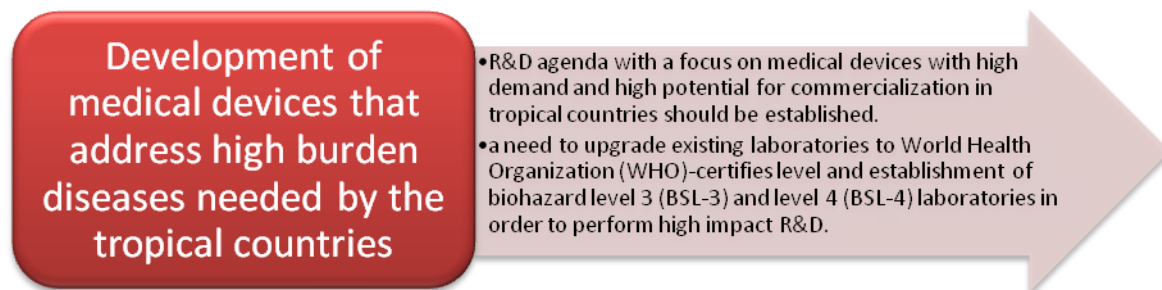 Development of
medical devices that
address high burden
diseases needed by the
tropical countries
•R&D agenda with a focus on medical devices with high
demand and high potential for commercialization in
tropical countries should be established.
•a need to upgrade existing laboratories to World Health
Organization (WHO)-certifies level and establishment of
biohazard level 3 (BSL-3) and level 4 (BSL-4) laboratories in
order to perform high impact R&D.